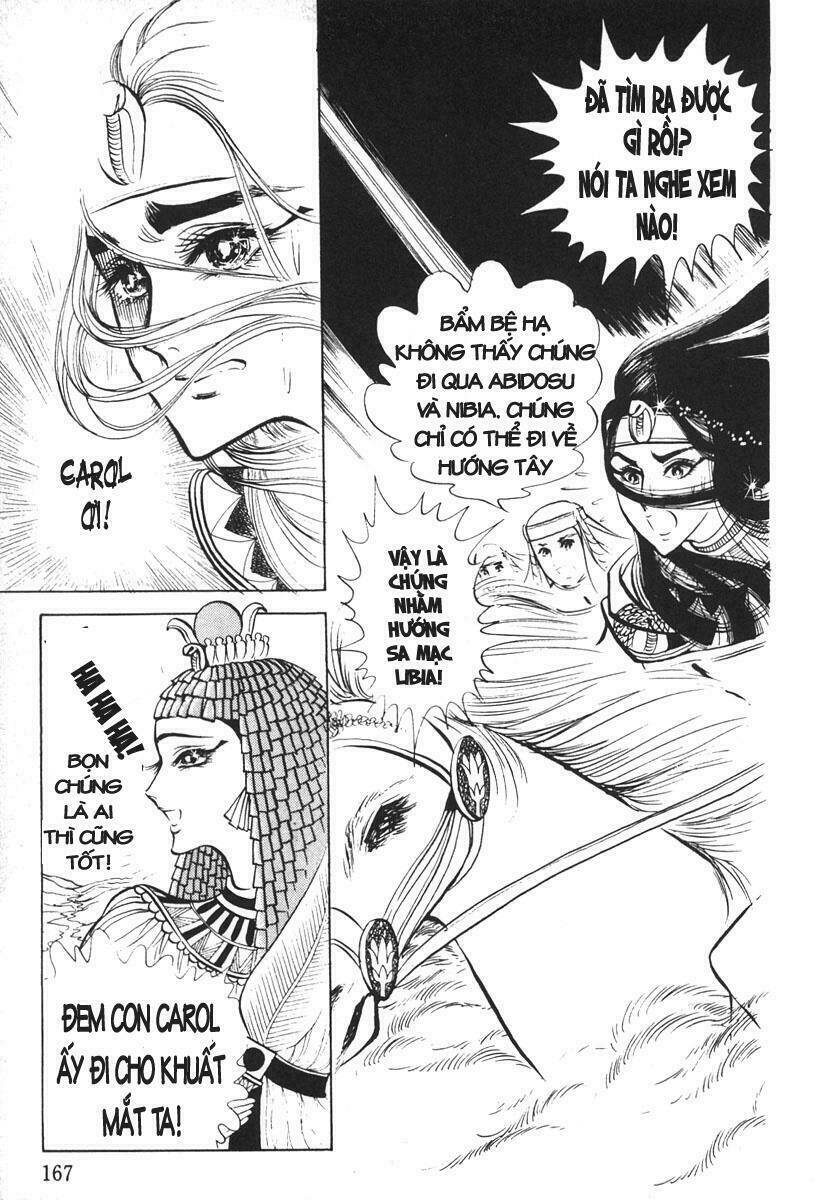 ĐÃ TÌM RA ĐƯỢC
GÌ RỒI?
NÓI TA NGHE XEM
NÀO!
BẨM BỆ HẠ
KHÔNG THẤY CHÚNG
ĐI QUA ABIDOSU
VÀ NIBIA. CHÚNG
CHỈ CÓ THỂ ĐI VỀ
HƯỚNG TÂY
VẬY LÀ
CHÚNG
NHẰM
HƯỚNG
SA MẠC
LIBIA!
CAROL
ƠI!
HA HA HA!
BỌN
CHÚNG
LÀ AI
THÌ CŨNG
TỐT!
ĐEM CON CAROL
ẤY ĐI CHO KHUẤT
MẮT TA!
167